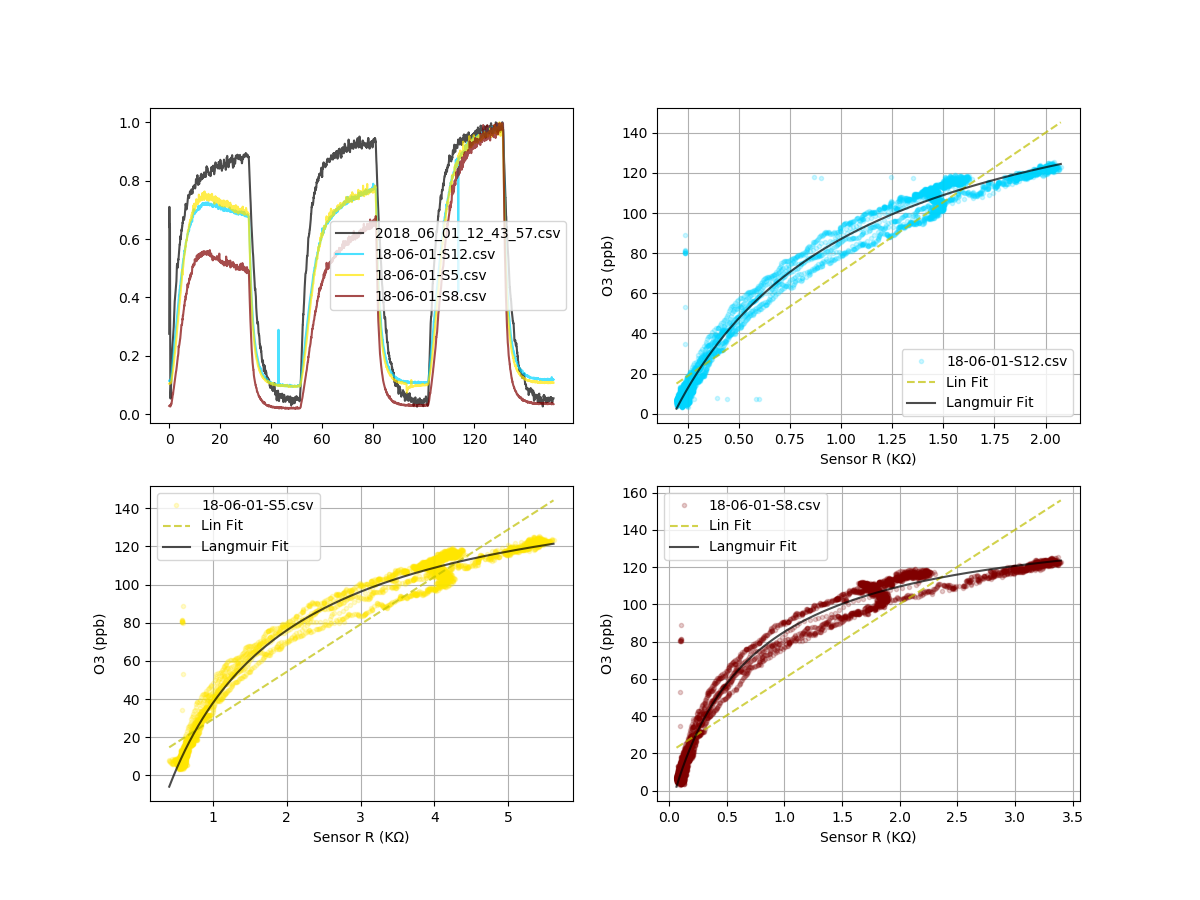 1.0
0.8
0.6
0.4
0.2
0.0
0 20 40 60 80 100 120 140
2018_06_01_12_43_57.csv
18-06-01-S12.csv
18-06-01-S5.csv
18-06-01-S8.csv
O3 (ppb)
140
120
100
80
60
40
20
0
0.25 0.50 0.75 1.00 1.25 1.50 1.75 2.00
Sensor R (KΩ)
18-06-01-S12.csv
Lin Fit
Langmuir Fit
O3 (ppb)
140
120
100
80
60
40
20
0
1 2 3 4 5
Sensor R (KΩ)
18-06-01-S5.csv
Lin Fit
Langmuir Fit
O3 (ppb)
160
140
120
100
80
60
40
20
0
0.0 0.5 1.0 1.5 2.0 2.5 3.0 3.5
Sensor R (KΩ)
18-06-01-S8.csv
Lin Fit
Langmuir Fit